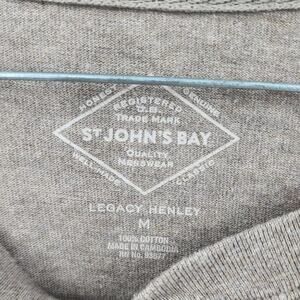 HONEST
GENUINE
REGISTERED
U.S.
TRADE MARK
ST JOHN'S BAY
QUALITY
MENSWEAR
WELL-MADE
CLASSIC
LEGACY HENLEY
M
100% COTTON
MADE IN CAMBODIA
RN No. 93677